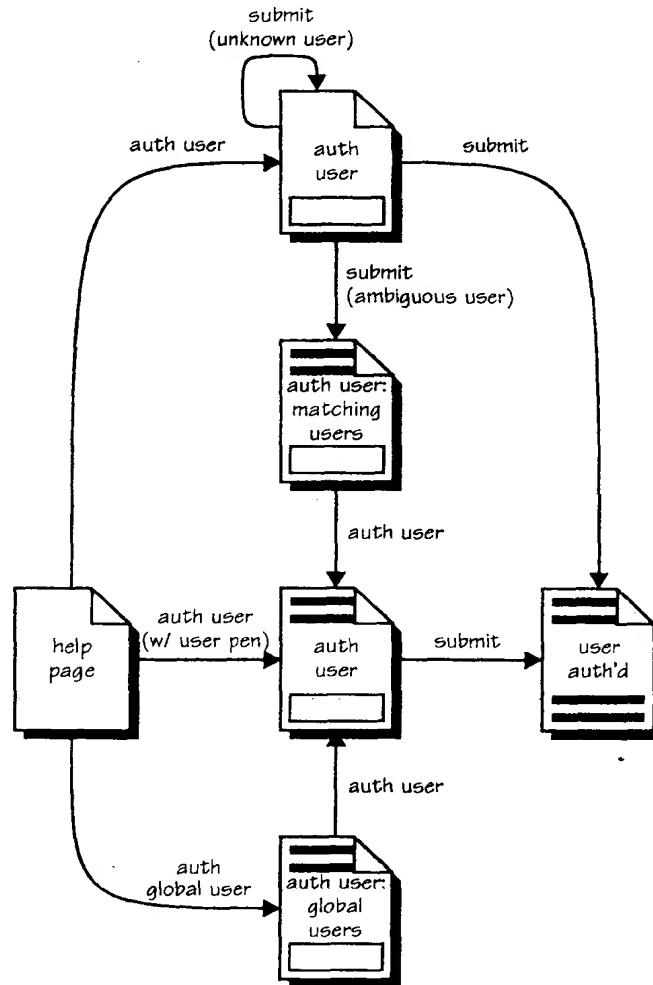 submit
(unknown user)
auth user
auth
user
submit
submit
(ambiguous user)
auth user:
matching
users
auth user
help
page
auth user
(w/ user pen)
auth
user
submit
user
auth'd
auth user
auth
global user
auth user:
global
users